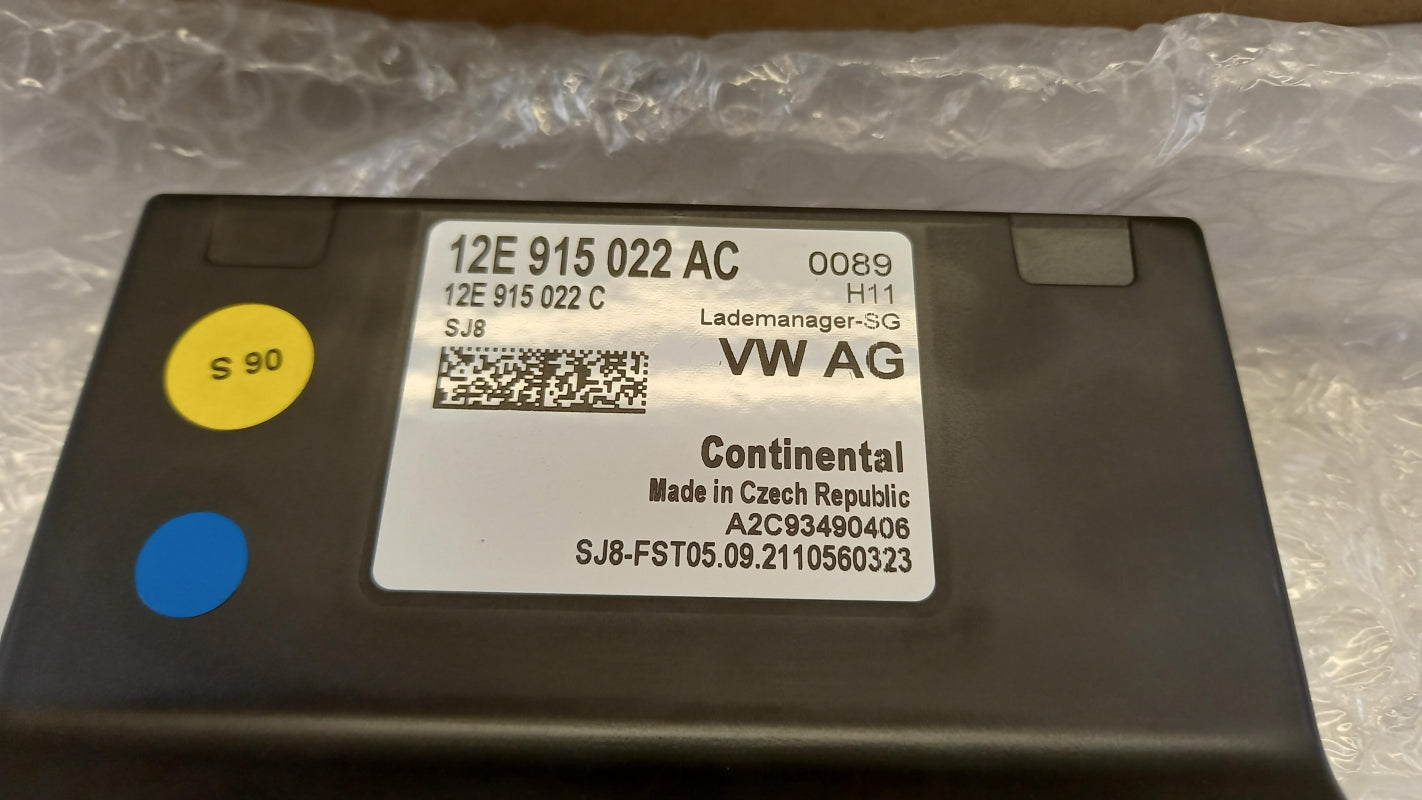 12E 915 022 AC 0089
12E 915 022 C H11
SJ8 Lademanager-SG
VW AG
S 90
Continental
Made in Czech Republic
A2C93490406
SJ8-FST05.09.2110560323